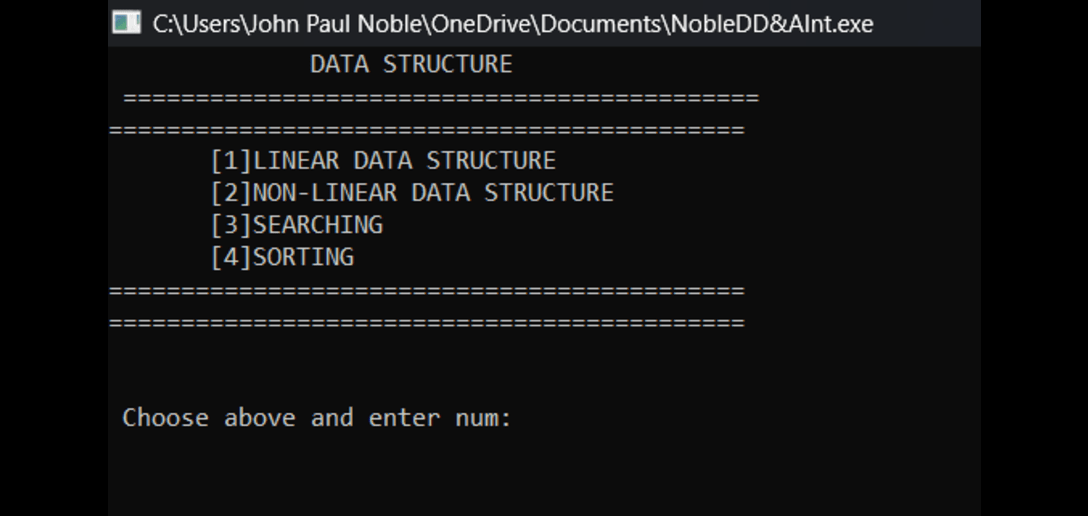 C:\Users\John Paul Noble\OneDrive\Documents\NobleDD&AInt.exe
DATA STRUCTURE
============================================
============================================
[1]LINEAR DATA STRUCTURE
[2]NON-LINEAR DATA STRUCTURE
[3]SEARCHING
[4]SORTING
============================================
============================================
Choose above and enter num: